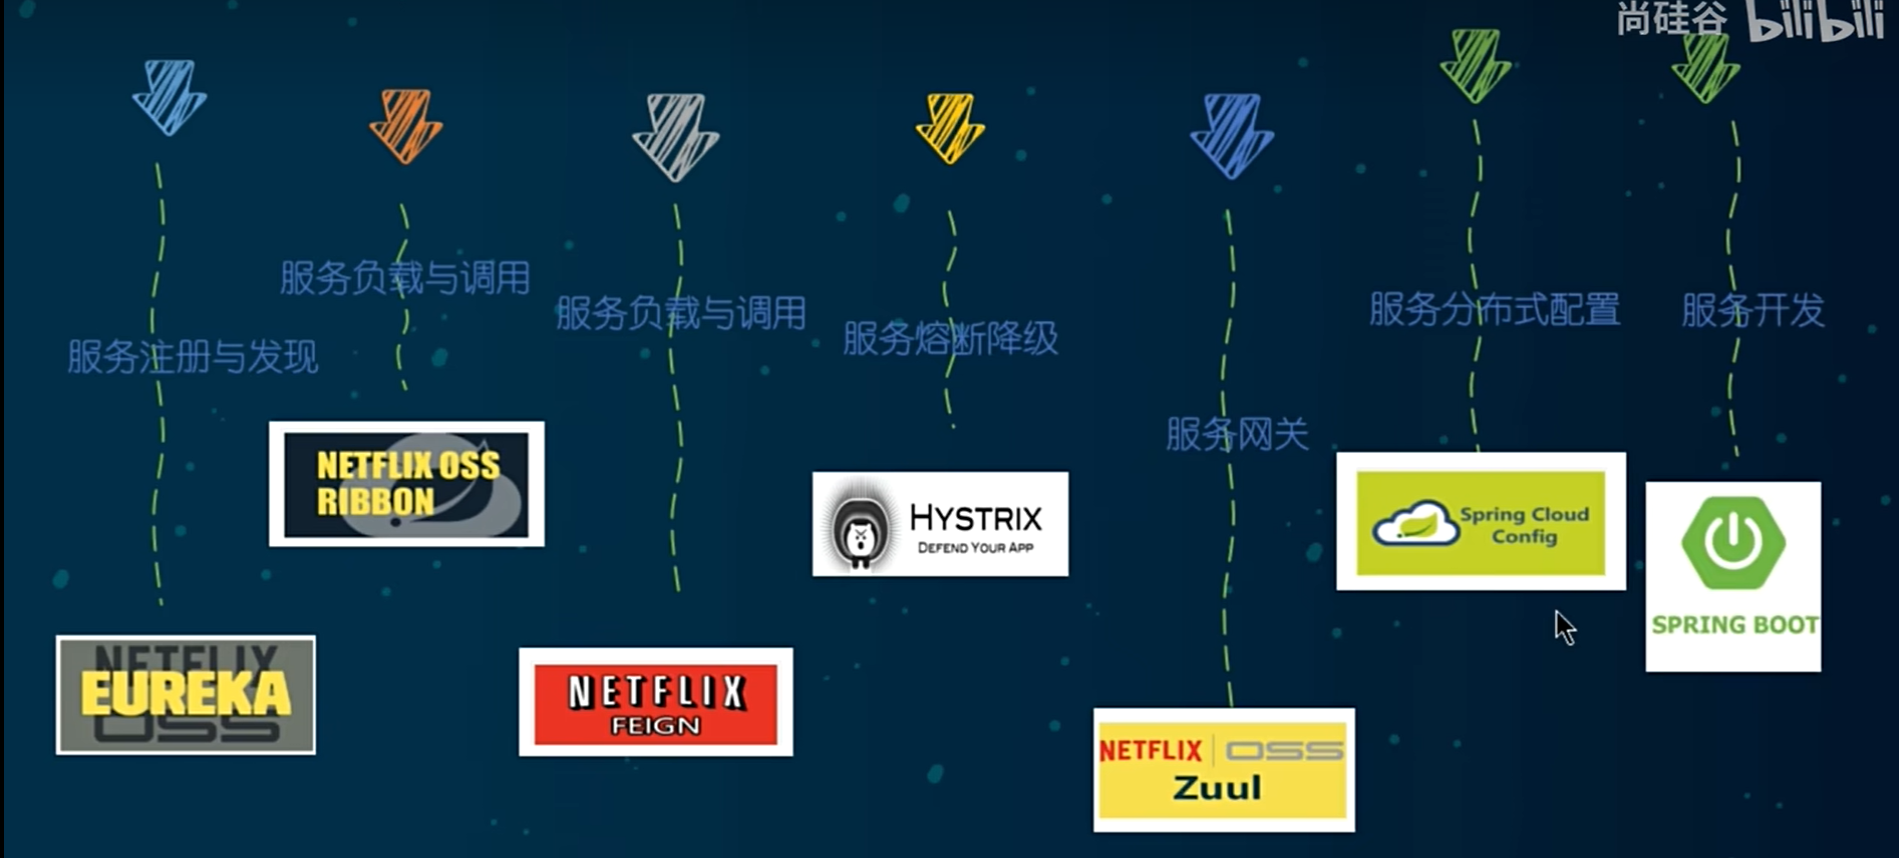 尚硅谷 bilibili
服务注册与发现
NETFLIX
EUREKA
OSS
服务负载与调用
NETFLIX OSS
RIBBON
服务负载与调用
NETFLIX
FEIGN
服务熔断降级
HYSTRIX
DEFEND YOUR APP
服务网关
NETFLIX | OSS
Zuul
服务分布式配置
Spring Cloud
Config
服务开发
SPRING BOOT